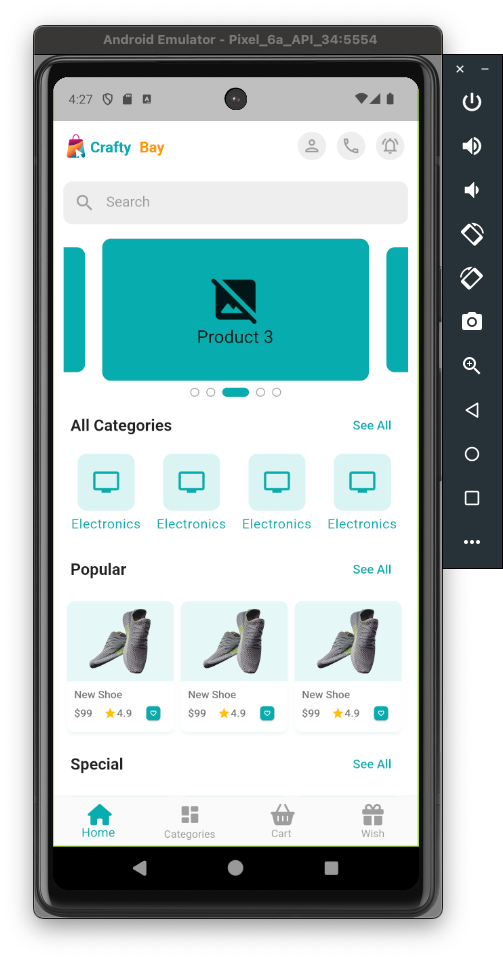 Android Emulator - Pixel_6a_API_34:5554
4:27
Crafty Bay
Search
Product 3
All Categories See All
Electronics Electronics Electronics Electronics
Popular See All
New Shoe New Shoe New Shoe
$99 4.9 $99 4.9 $99 4.9
Special See All
Home Categories Cart Wish